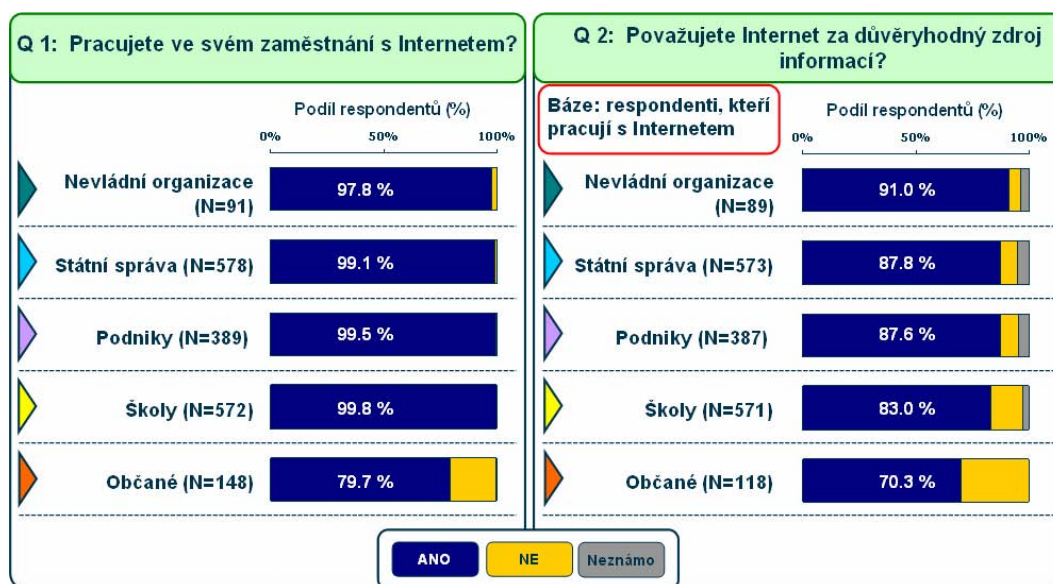 Q 1: Pracujete ve svém zaměstnání s Internetem?
Podíl respondentů (%)
0% 50% 100%
Nevládní organizace
(N=91)
97.8 %
Státní správa (N=578)
99.1 %
Podniky (N=389)
99.5 %
Školy (N=572)
99.8 %
Občané (N=148)
79.7 %
Q 2: Považujete Internet za důvěryhodný zdroj
informací?
Báze: respondenti, kteří
pracují s Internetem
Podíl respondentů (%)
0% 50% 100%
Nevládní organizace
(N=89)
91.0 %
Státní správa (N=573)
87.8 %
Podniky (N=387)
87.6 %
Školy (N=571)
83.0 %
Občané (N=118)
70.3 %
ANO NE Neznámo